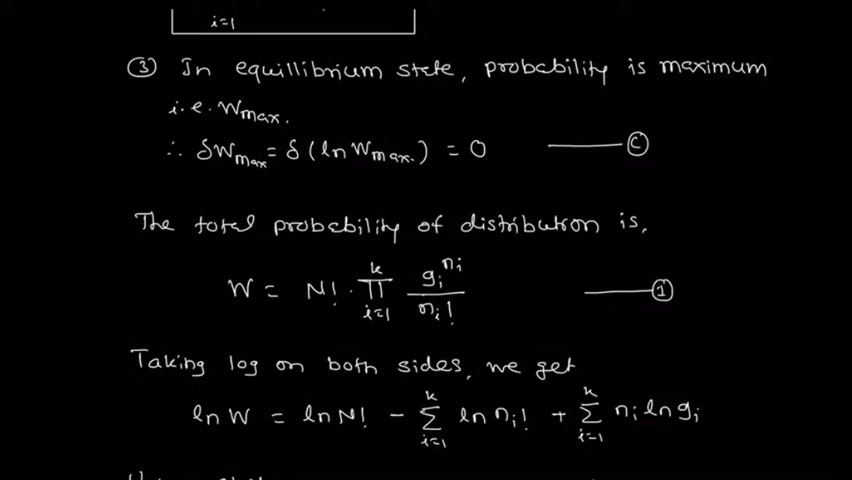 i=1
③ In equillibrium state, probability is maximum
i.e. Wmax.
∴ δWmax = δ(ln Wmax.) = 0 —— Ⓒ
The total probability of distribution is,
W = N! · ∏_{i=1}^{k} g_i^{n_i} / n_i! —— ①
Taking log on both sides, we get
ln W = ln N! - ∑_{i=1}^{k} ln n_i! + ∑_{i=1}^{k} n_i ln g_i